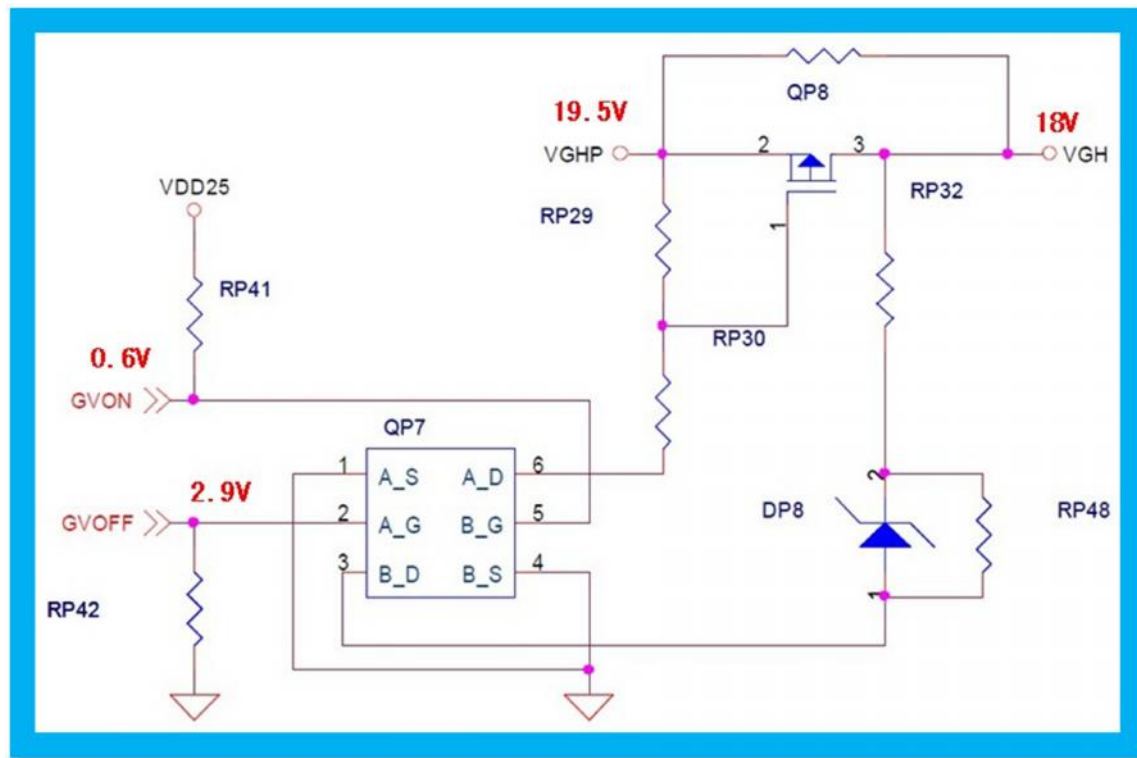 QP8
19.5V
18V
VGHP
2
3
VGH
VDD25
RP29
RP32
1
RP41
RP30
0.6V
GVON
QP7
1
A_S
A_D
6
2.9V
GVOFF
2
A_G
B_G
5
2
DP8
RP48
3
B_D
B_S
4
RP42
1